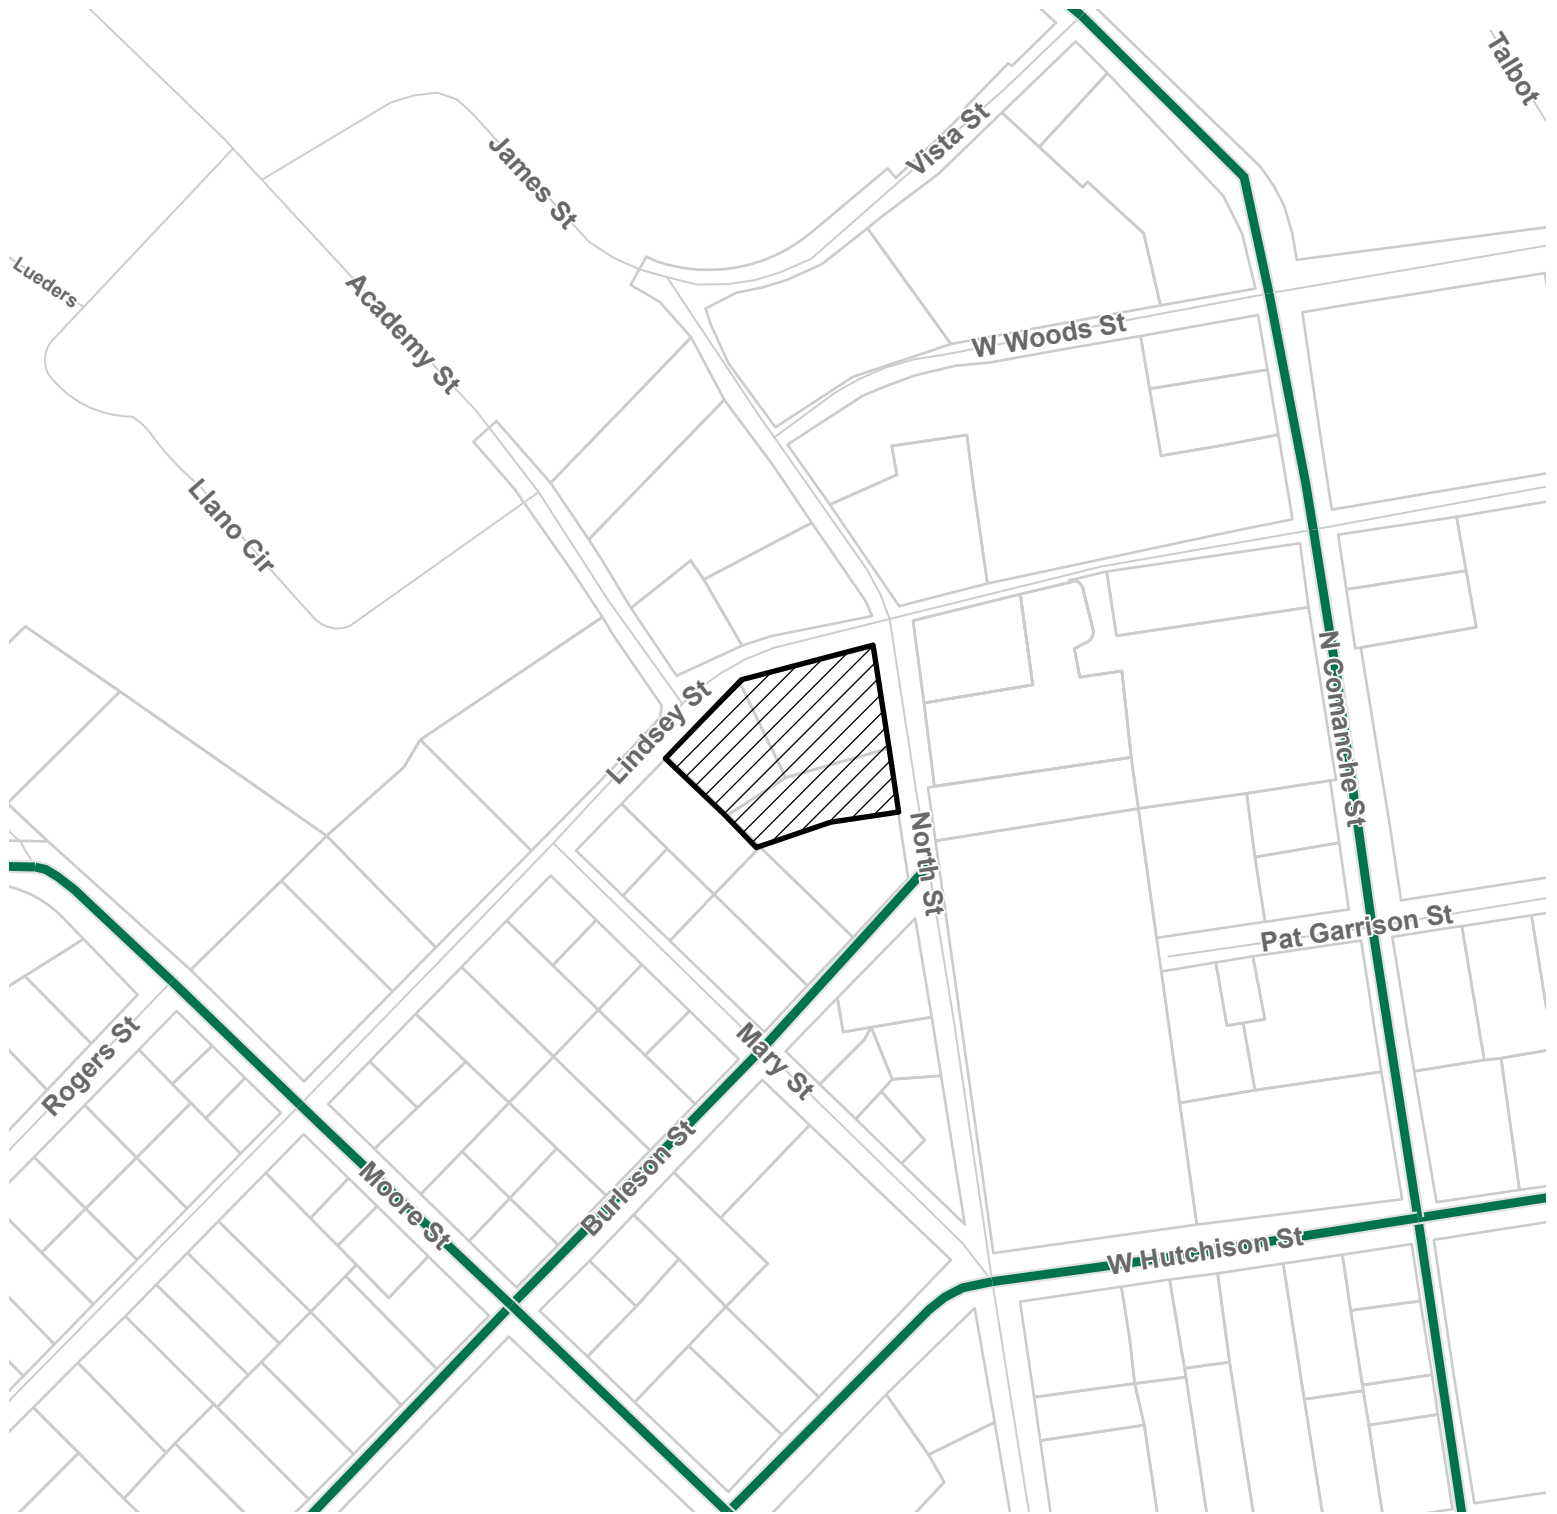 Talbot
Vista St
James St
W Woods St
Lueders
Academy St
Llano Cir
Lindsey St
N Comanche St
North St
Pat Garrison St
Rogers St
Mary St
Burleson St
Moore St
W Hutchison St